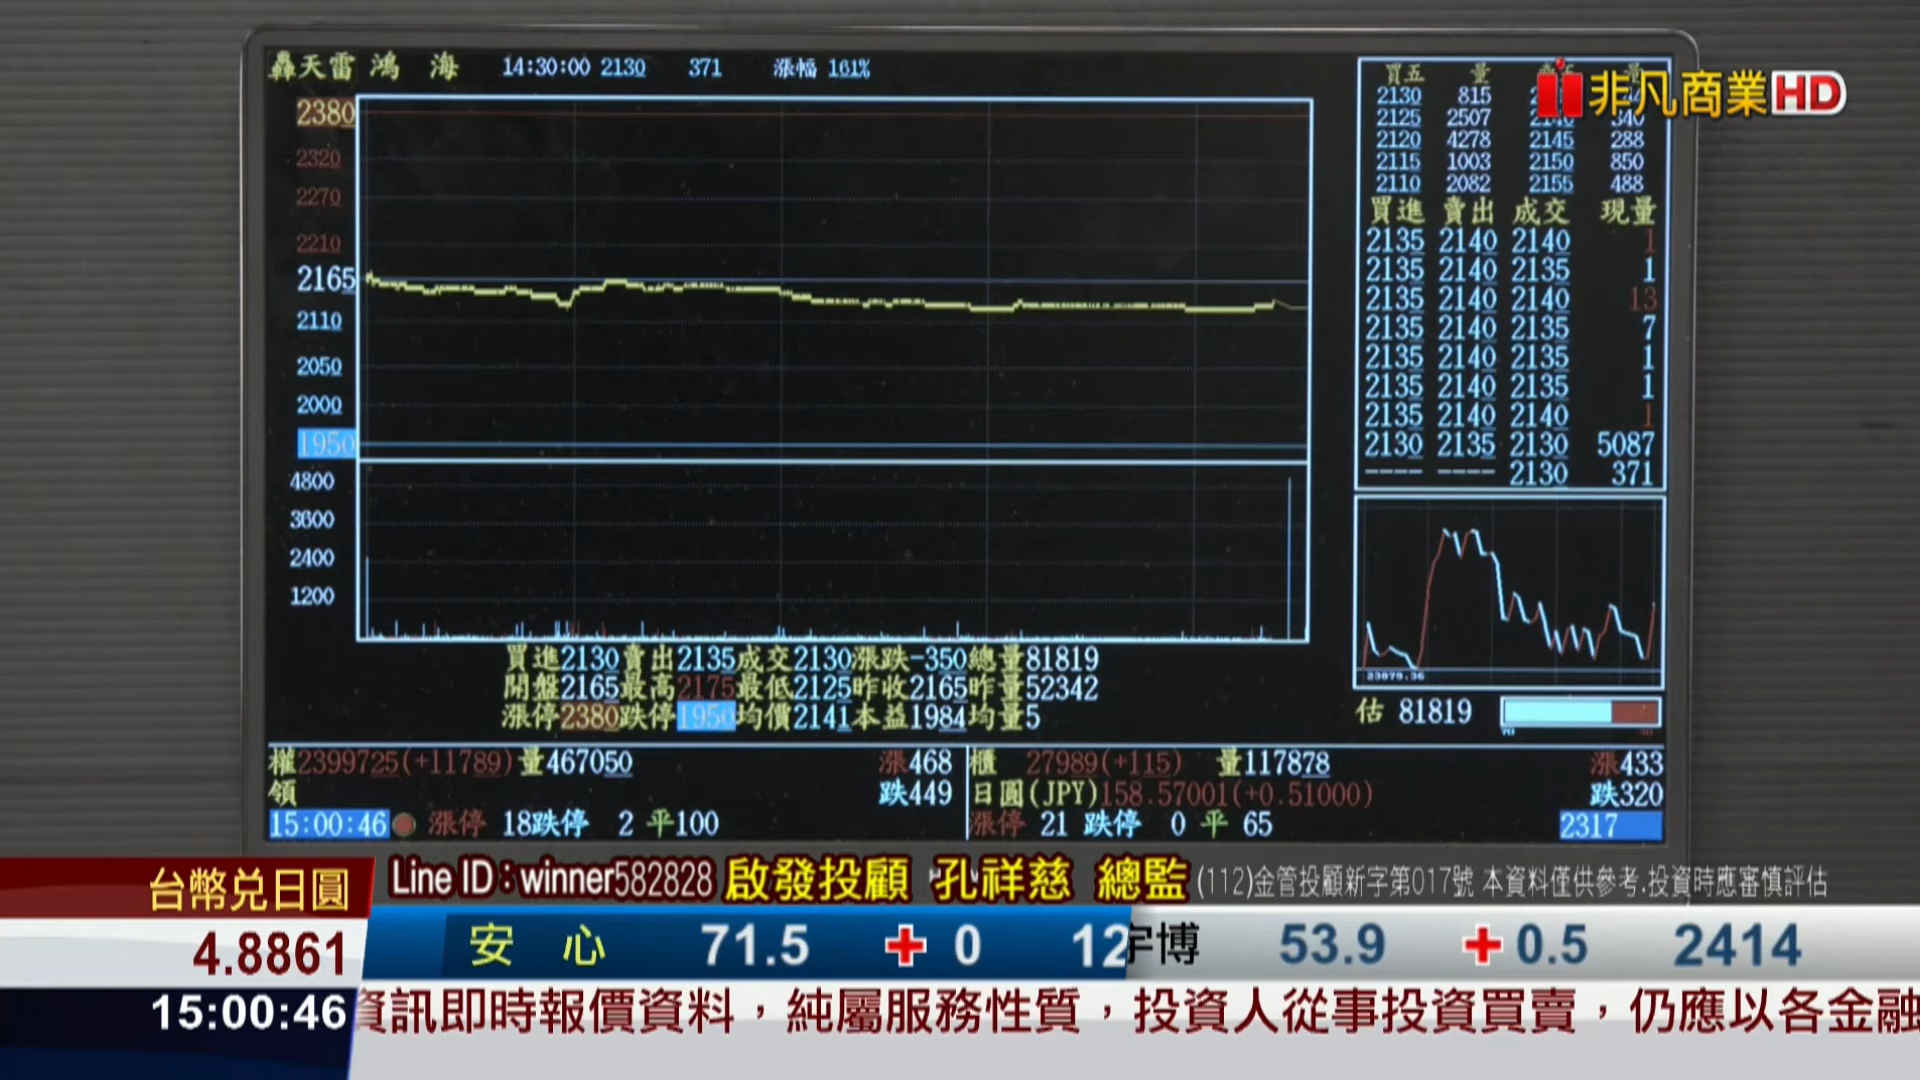 轟天雷 鴻 海 14:30:00 2130 371 漲幅 161%
非凡商業HD
2380
2320
2270
2210
2165
2110
2050
2000
1950
4800
3600
2400
1200
買五 量
2130 815
2125 2507 2140 340
2120 4278 2145 288
2115 1003 2150 850
2110 2082 2155 488
買進 賣出 成交 現量
2135 2140 2140 1
2135 2140 2135 1
2135 2140 2140 13
2135 2140 2135 7
2135 2140 2135 1
2135 2140 2135 1
2135 2140 2140 1
2130 2135 2130 5087
---- ---- 2130 371
23879.36
估 81819
買進2130賣出2135成交2130漲跌-350總量81819
開盤2165最高2175最低2125昨收2165昨量52342
漲停2380跌停1950均價2141本益1984均量5
權2399725(+11789)量467050 漲468
領 跌449
15:00:46 漲停 18跌停 2 平100
櫃 27989(+115) 量117878 漲433
日圓(JPY)158.57001(+0.51000) 跌320
漲停 21 跌停 0 平 65 2317
台幣兌日圓
4.8861
15:00:46
Line ID:winner582828 啟發投顧 孔祥慈 總監 (112)金管投顧新字第017號 本資料僅供參考.投資時應審慎評估
安 心 71.5 + 0 12
宇博 53.9 + 0.5 2414
資訊即時報價資料，純屬服務性質，投資人從事投資買賣，仍應以各金融